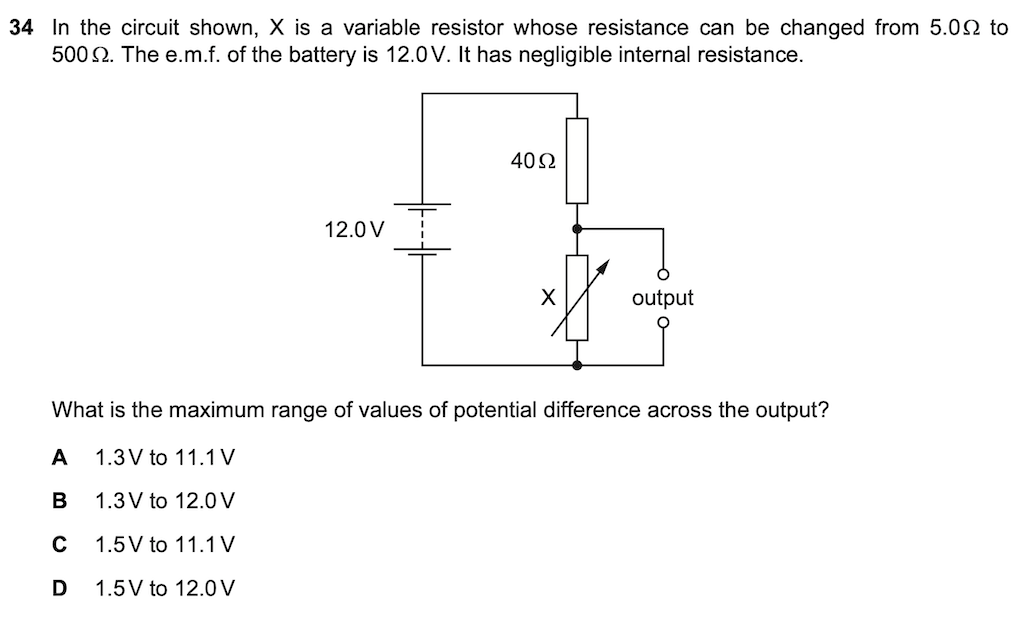 34 In the circuit shown, X is a variable resistor whose resistance can be changed from 5.0Ω to
500Ω. The e.m.f. of the battery is 12.0V. It has negligible internal resistance.
40Ω
12.0V
X
output
What is the maximum range of values of potential difference across the output?
A 1.3V to 11.1V
B 1.3V to 12.0V
C 1.5V to 11.1V
D 1.5V to 12.0V